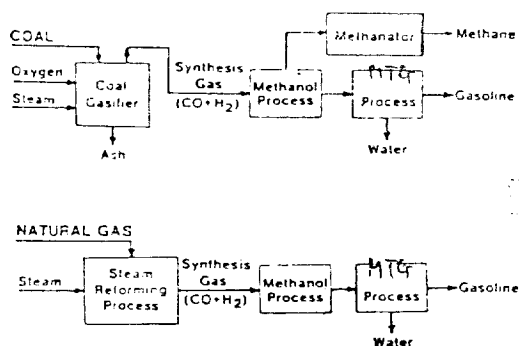 COAL
Oxygen
Steam
Coal
Gasifier
Ash
Synthesis
Gas
(CO+H2)
Methanol
Process
Methanator
Methane
MTG
Process
Gasoline
Water
NATURAL GAS
Steam
Steam
Reforming
Process
Synthesis
Gas
(CO+H2)
Methanol
Process
MTG
Process
Gasoline
Water